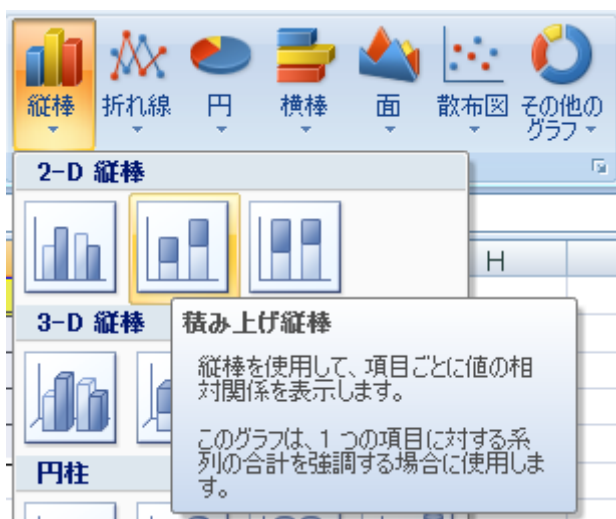 縦棒 折れ線 円 横棒 面 散布図 その他の
グラフ
2-D 縦棒
H
3-D 縦棒
積み上げ縦棒
縦棒を使用して、項目ごとに値の相
対関係を表示します。
このグラフは、1 つの項目に対する系
列の合計を強調する場合に使用しま
す。
円柱